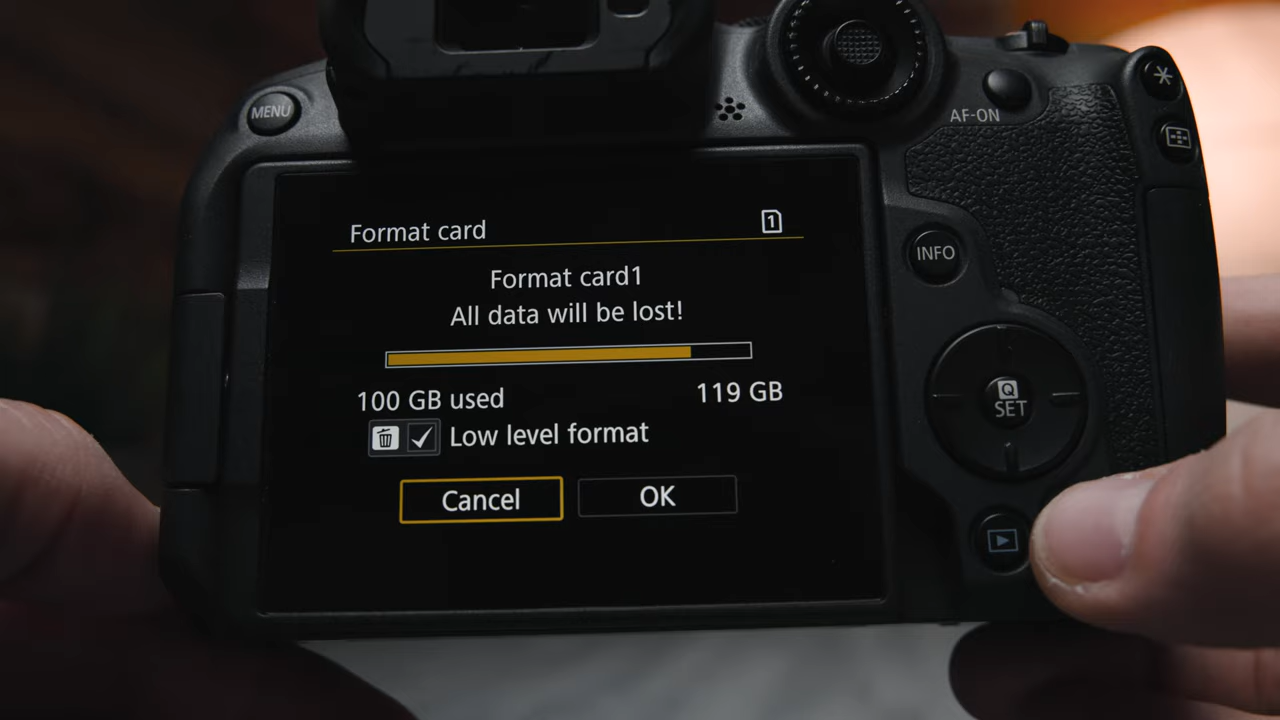 MENU
AF-ON
Format card 1
Format card1
All data will be lost!
100 GB used 119 GB
Low level format
Cancel OK
INFO
Q
SET